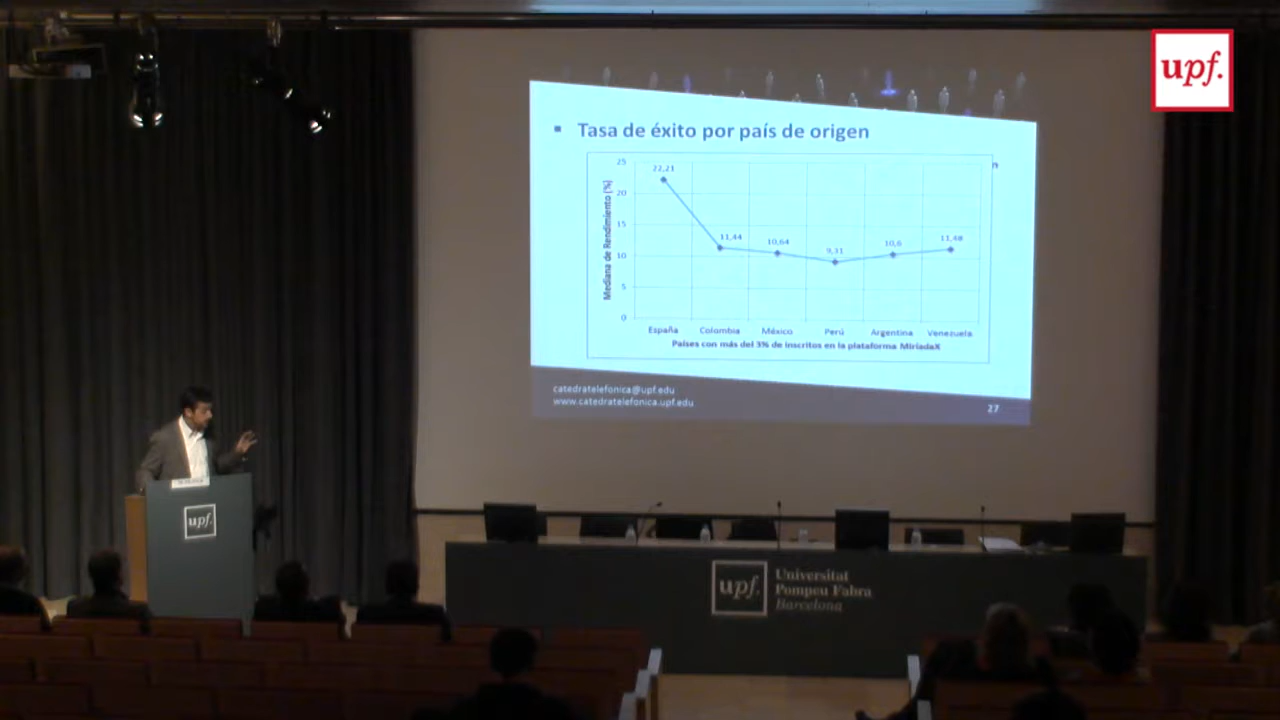 upf.
▪ Tasa de éxito por país de origen
n
Mediana de Rendimiento (%)
25
20
15
10
5
0
22,21
11,44
10,64
9,31
10,6
11,48
España Colombia México Perú Argentina Venezuela
Países con más del 3% de inscritos en la plataforma MiríadaX
catedratelefonica@upf.edu
www.catedratelefonica.upf.edu
27
upf.
upf.
Universitat
Pompeu Fabra
Barcelona